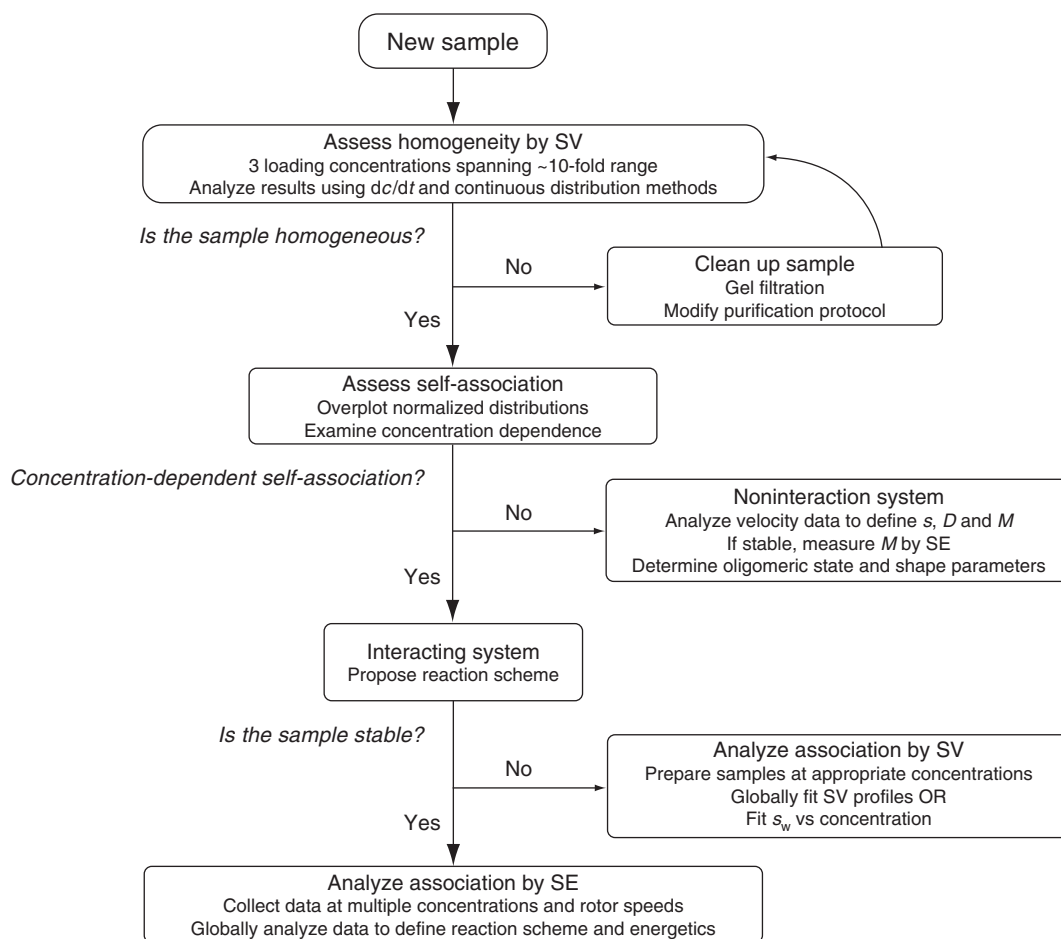 New sample
Assess homogeneity by SV
3 loading concentrations spanning ~10-fold range
Analyze results using dc/dt and continuous distribution methods
Is the sample homogeneous?
No
Clean up sample
Gel filtration
Modify purification protocol
Yes
Assess self-association
Overplot normalized distributions
Examine concentration dependence
Concentration-dependent self-association?
No
Noninteraction system
Analyze velocity data to define s, D and M
If stable, measure M by SE
Determine oligomeric state and shape parameters
Yes
Interacting system
Propose reaction scheme
Is the sample stable?
No
Analyze association by SV
Prepare samples at appropriate concentrations
Globally fit SV profiles OR
Fit sw vs concentration
Yes
Analyze association by SE
Collect data at multiple concentrations and rotor speeds
Globally analyze data to define reaction scheme and energetics